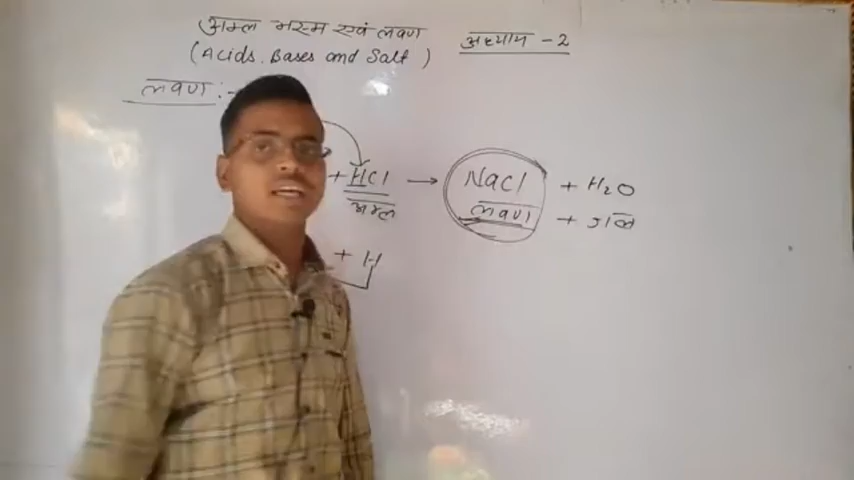 अम्ल भस्म एवं लवण
(Acids, Bases and Salt) अध्याय - 2
लवण :-
+ HCl → NaCl + H₂O
अम्ल लवण + जल
+ H